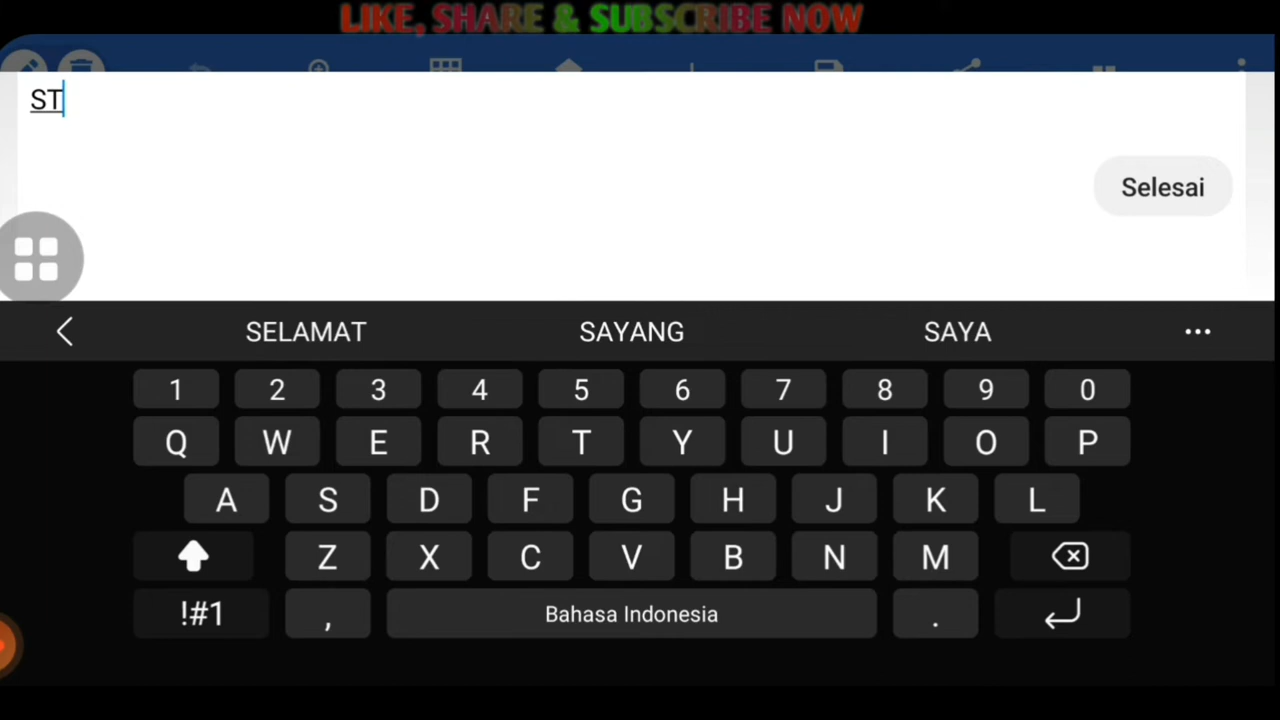 LIKE, SHARE & SUBSCRIBE NOW
ST
Selesai
SELAMAT SAYANG SAYA ...
1 2 3 4 5 6 7 8 9 0
Q W E R T Y U I O P
A S D F G H J K L
Z X C V B N M
!#1 , Bahasa Indonesia .